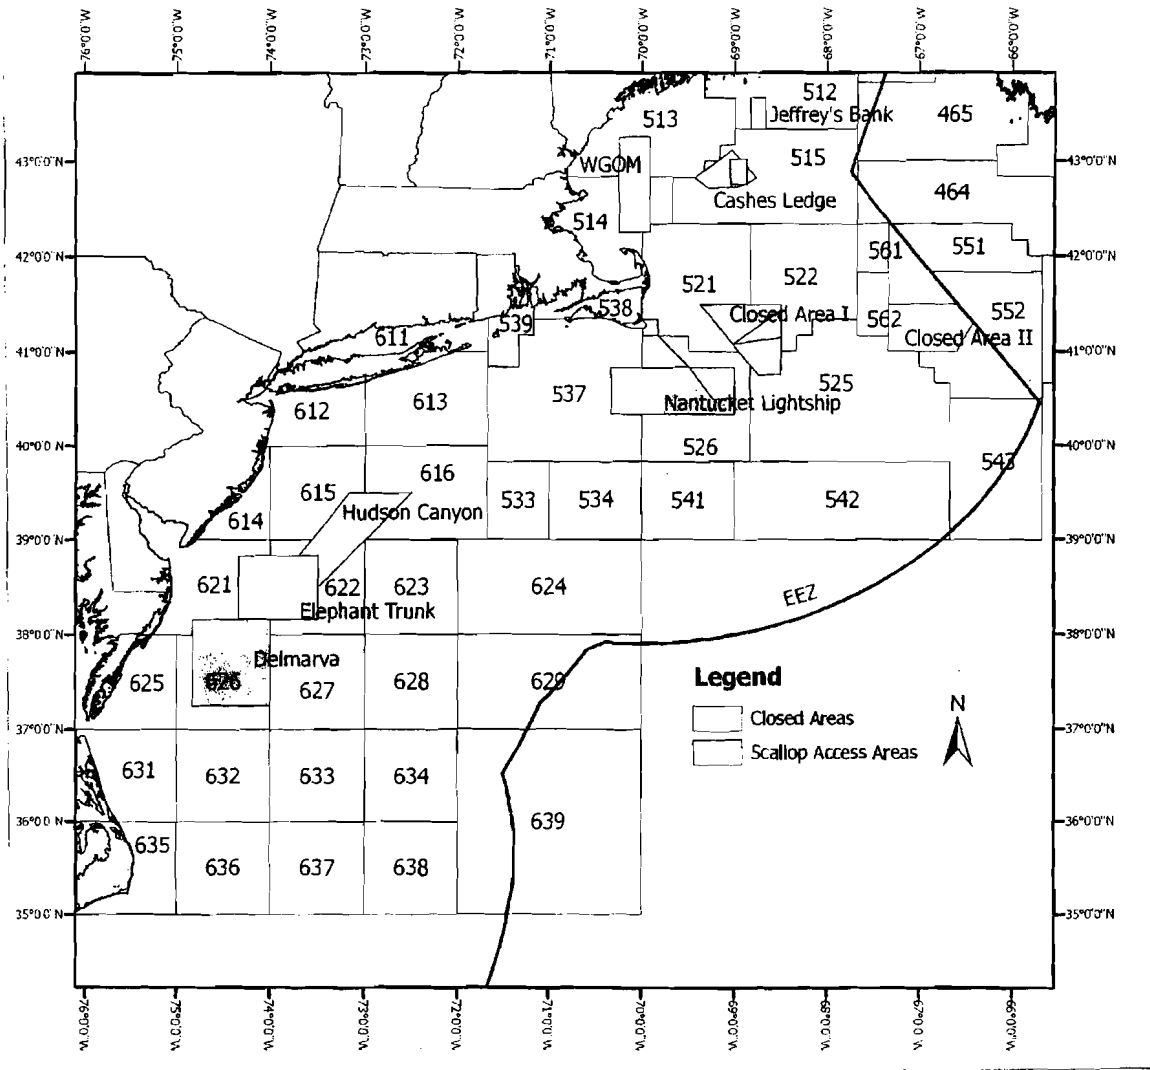 76°0'0"W 75°0'0"W 74°0'0"W 73°0'0"W 72°0'0"W 71°0'0"W 70°0'0"W 69°0'0"W 68°0'0"W 67°0'0"W 66°0'0"W
512
Jeffrey's Bank
513
465
43°0'0"N
WGOM
515
43°0'0"N
464
Cashes Ledge
514
42°0'0"N
561
551
42°0'0"N
521
522
538
Closed Area I
552
539
562
611
Closed Area II
41°0'0"N
41°0'0"N
525
537
613
612
Nantucket Lightship
40°0'0"N
526
40°0'0"N
543
616
615
533
534
541
542
Hudson Canyon
614
39°0'0"N
39°0'0"N
621
622
623
624
EEZ
Elephant Trunk
38°0'0"N
38°0'0"N
Delmarva
Legend
625
626
627
628
629
N
Closed Areas
37°0'0"N
37°0'0"N
Scallop Access Areas
631
632
633
634
36°0'0"N
639
36°0'0"N
635
636
637
638
35°0'0"N
35°0'0"N
76°0'0"W 75°0'0"W 74°0'0"W 73°0'0"W 72°0'0"W 71°0'0"W 70°0'0"W 69°0'0"W 68°0'0"W 67°0'0"W 66°0'0"W